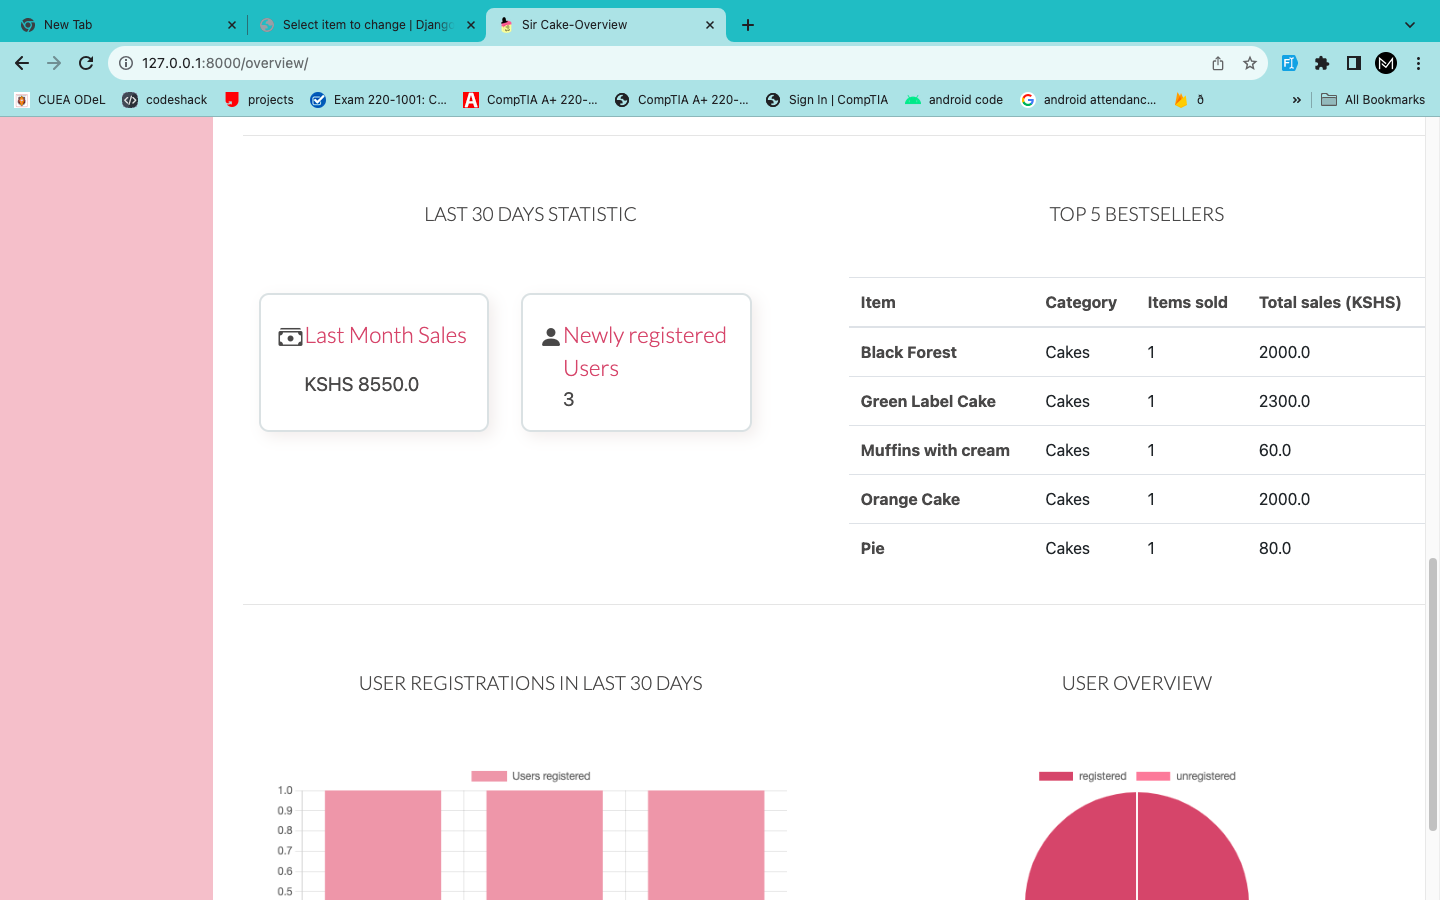 New Tab
Select item to change | Djang
Sir Cake-Overview
127.0.0.1:8000/overview/
CUEA ODeL
codeshack
projects
Exam 220-1001: C...
CompTIA A+ 220-...
CompTIA A+ 220-...
Sign In | CompTIA
android code
android attendanc...
ð
»
All Bookmarks
LAST 30 DAYS STATISTIC
Last Month Sales
KSHS 8550.0
Newly registered
Users
3
TOP 5 BESTSELLERS
Item Category Items sold Total sales (KSHS)
Black Forest Cakes 1 2000.0
Green Label Cake Cakes 1 2300.0
Muffins with cream Cakes 1 60.0
Orange Cake Cakes 1 2000.0
Pie Cakes 1 80.0
USER REGISTRATIONS IN LAST 30 DAYS
Users registered
1.0
0.9
0.8
0.7
0.6
0.5
USER OVERVIEW
registered unregistered